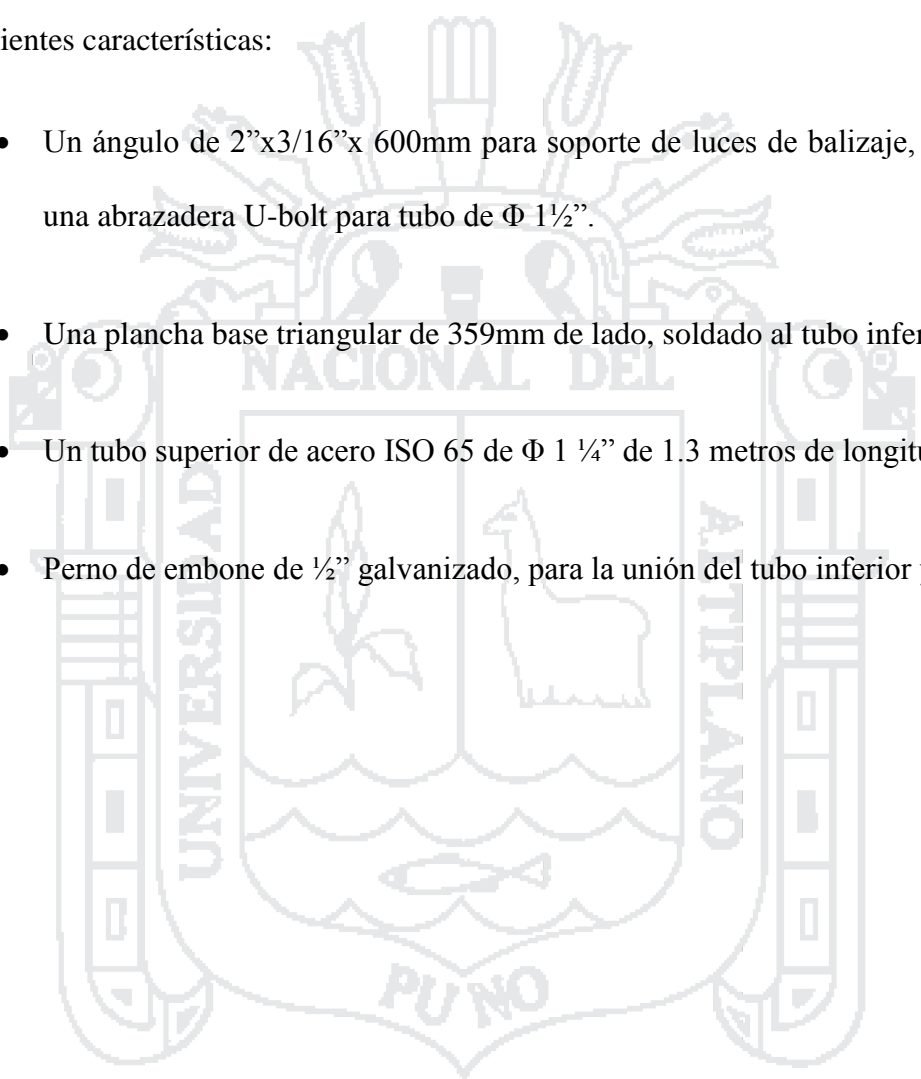 ientes características:
• Un ángulo de 2”x3/16”x 600mm para soporte de luces de balizaje,
una abrazadera U-bolt para tubo de Φ 1½”.
• Una plancha base triangular de 359mm de lado, soldado al tubo infer
• Un tubo superior de acero ISO 65 de Φ 1 ¼” de 1.3 metros de longit
• Perno de embone de ½” galvanizado, para la unión del tubo inferior
NACIONAL DEL
UNIVERSIDAD
ALTIPLANO
PUNO